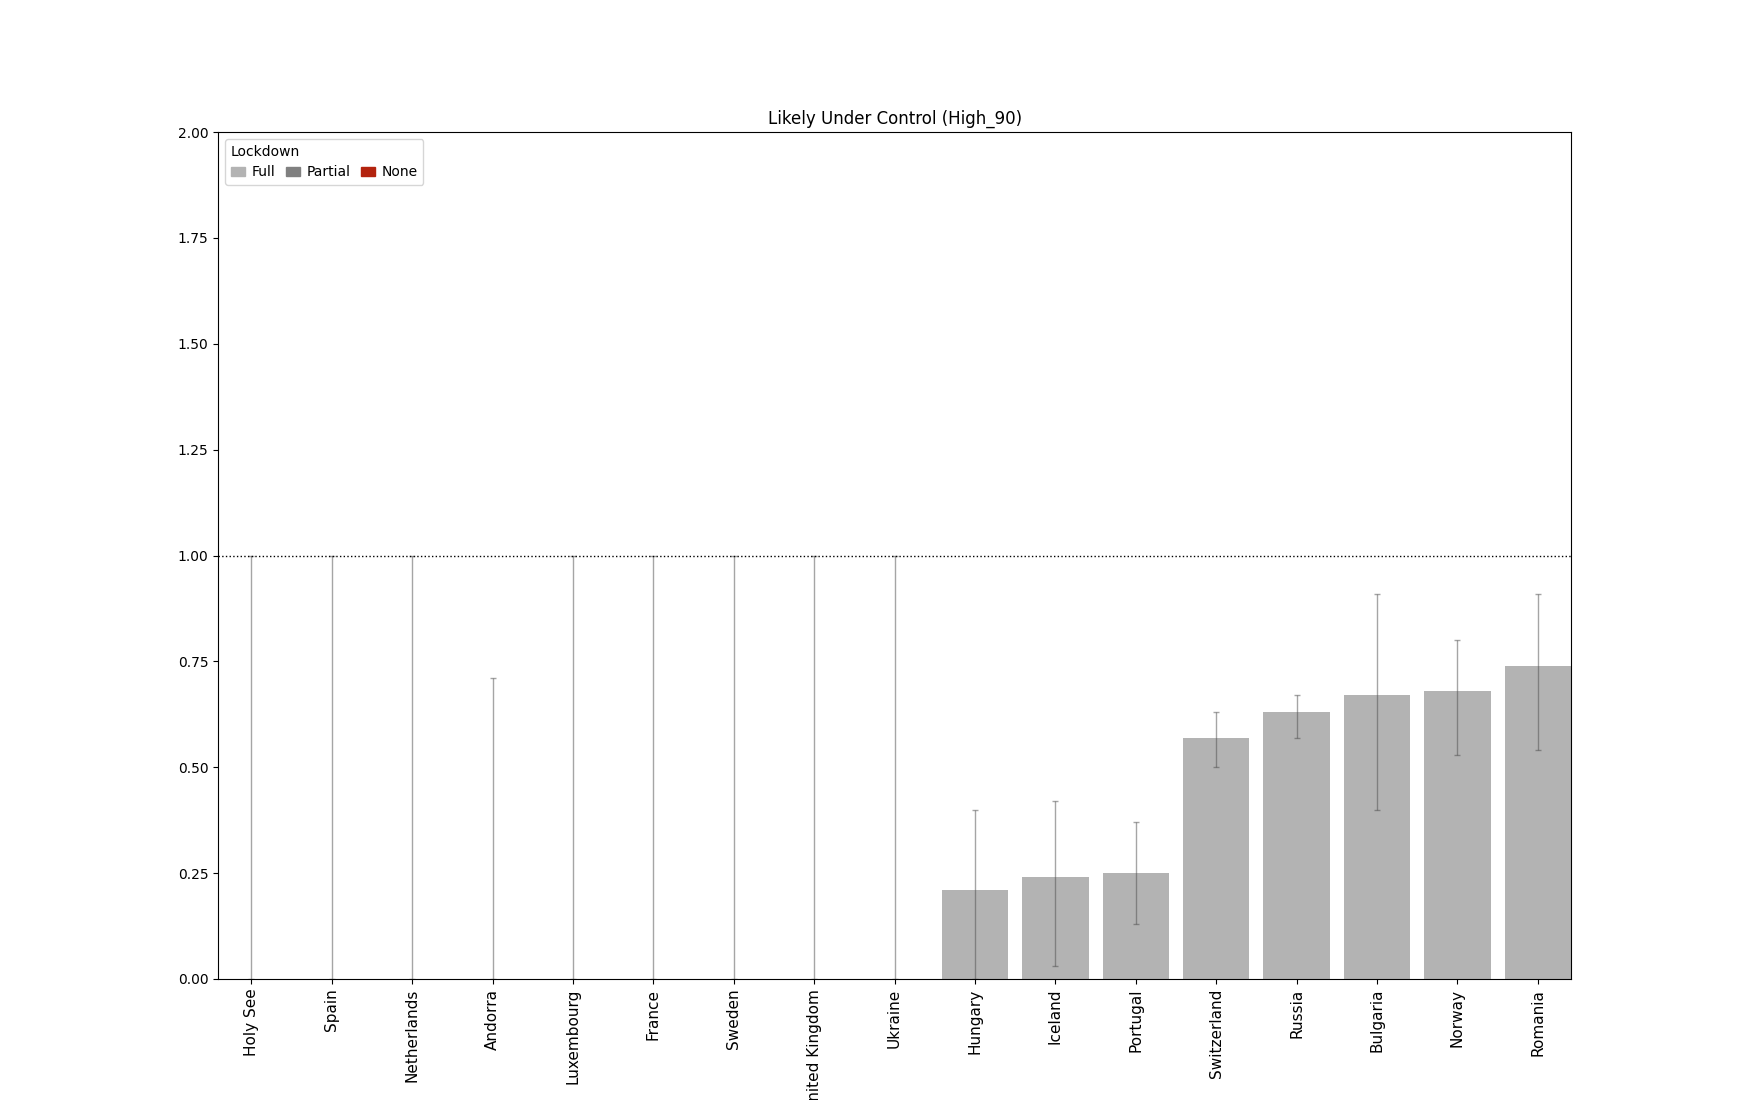 Likely Under Control (High_90)
2.00
Lockdown
Full Partial None
1.75
1.50
1.25
1.00
0.75
0.50
0.25
0.00
Holy See
Spain
Netherlands
Andorra
Luxembourg
France
Sweden
nited Kingdom
Ukraine
Hungary
Iceland
Portugal
Switzerland
Russia
Bulgaria
Norway
Romania